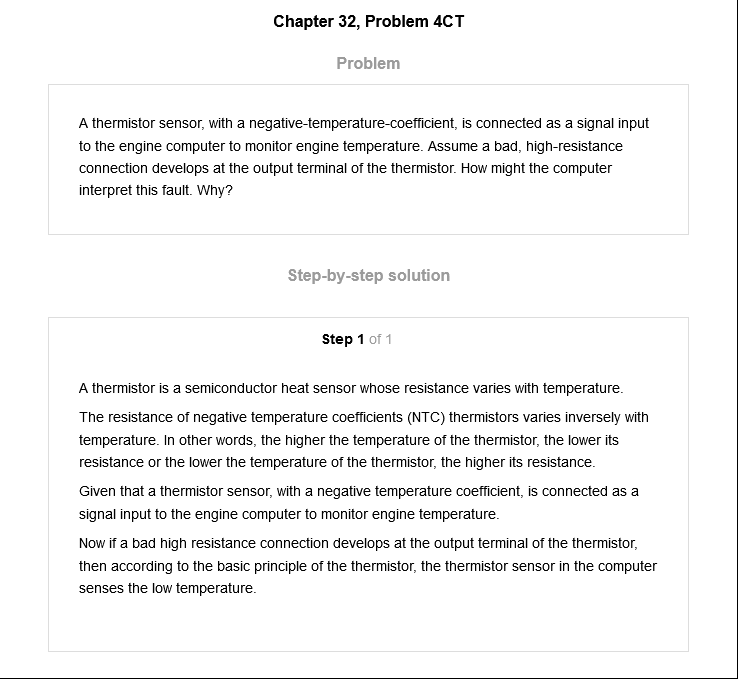 Chapter 32, Problem 4CT
Problem
A thermistor sensor, with a negative-temperature-coefficient, is connected as a signal input
to the engine computer to monitor engine temperature. Assume a bad, high-resistance
connection develops at the output terminal of the thermistor. How might the computer
interpret this fault. Why?
Step-by-step solution
Step 1 of 1
A thermistor is a semiconductor heat sensor whose resistance varies with temperature.
The resistance of negative temperature coefficients (NTC) thermistors varies inversely with
temperature. In other words, the higher the temperature of the thermistor, the lower its
resistance or the lower the temperature of the thermistor, the higher its resistance.
Given that a thermistor sensor, with a negative temperature coefficient, is connected as a
signal input to the engine computer to monitor engine temperature.
Now if a bad high resistance connection develops at the output terminal of the thermistor,
then according to the basic principle of the thermistor, the thermistor sensor in the computer
senses the low temperature.